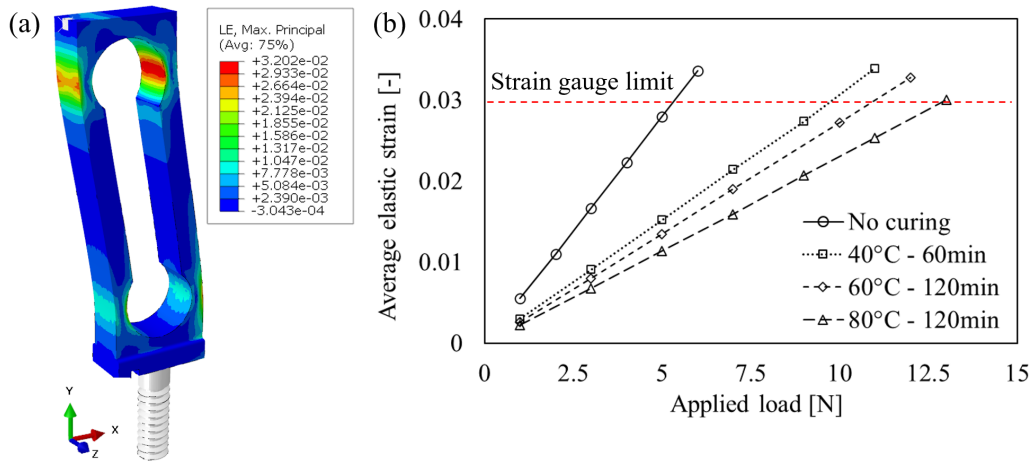 (a)
LE, Max. Principal
(Avg: 75%)
+3.202e-02
+2.933e-02
+2.664e-02
+2.394e-02
+2.125e-02
+1.855e-02
+1.586e-02
+1.317e-02
+1.047e-02
+7.778e-03
+5.084e-03
+2.390e-03
-3.043e-04
Y
X
Z
(b)
Average elastic strain [-]
0.04
0.03
0.02
0.01
0
Strain gauge limit
No curing
40°C - 60min
60°C - 120min
80°C - 120min
0
2.5
5
7.5
10
12.5
15
Applied load [N]